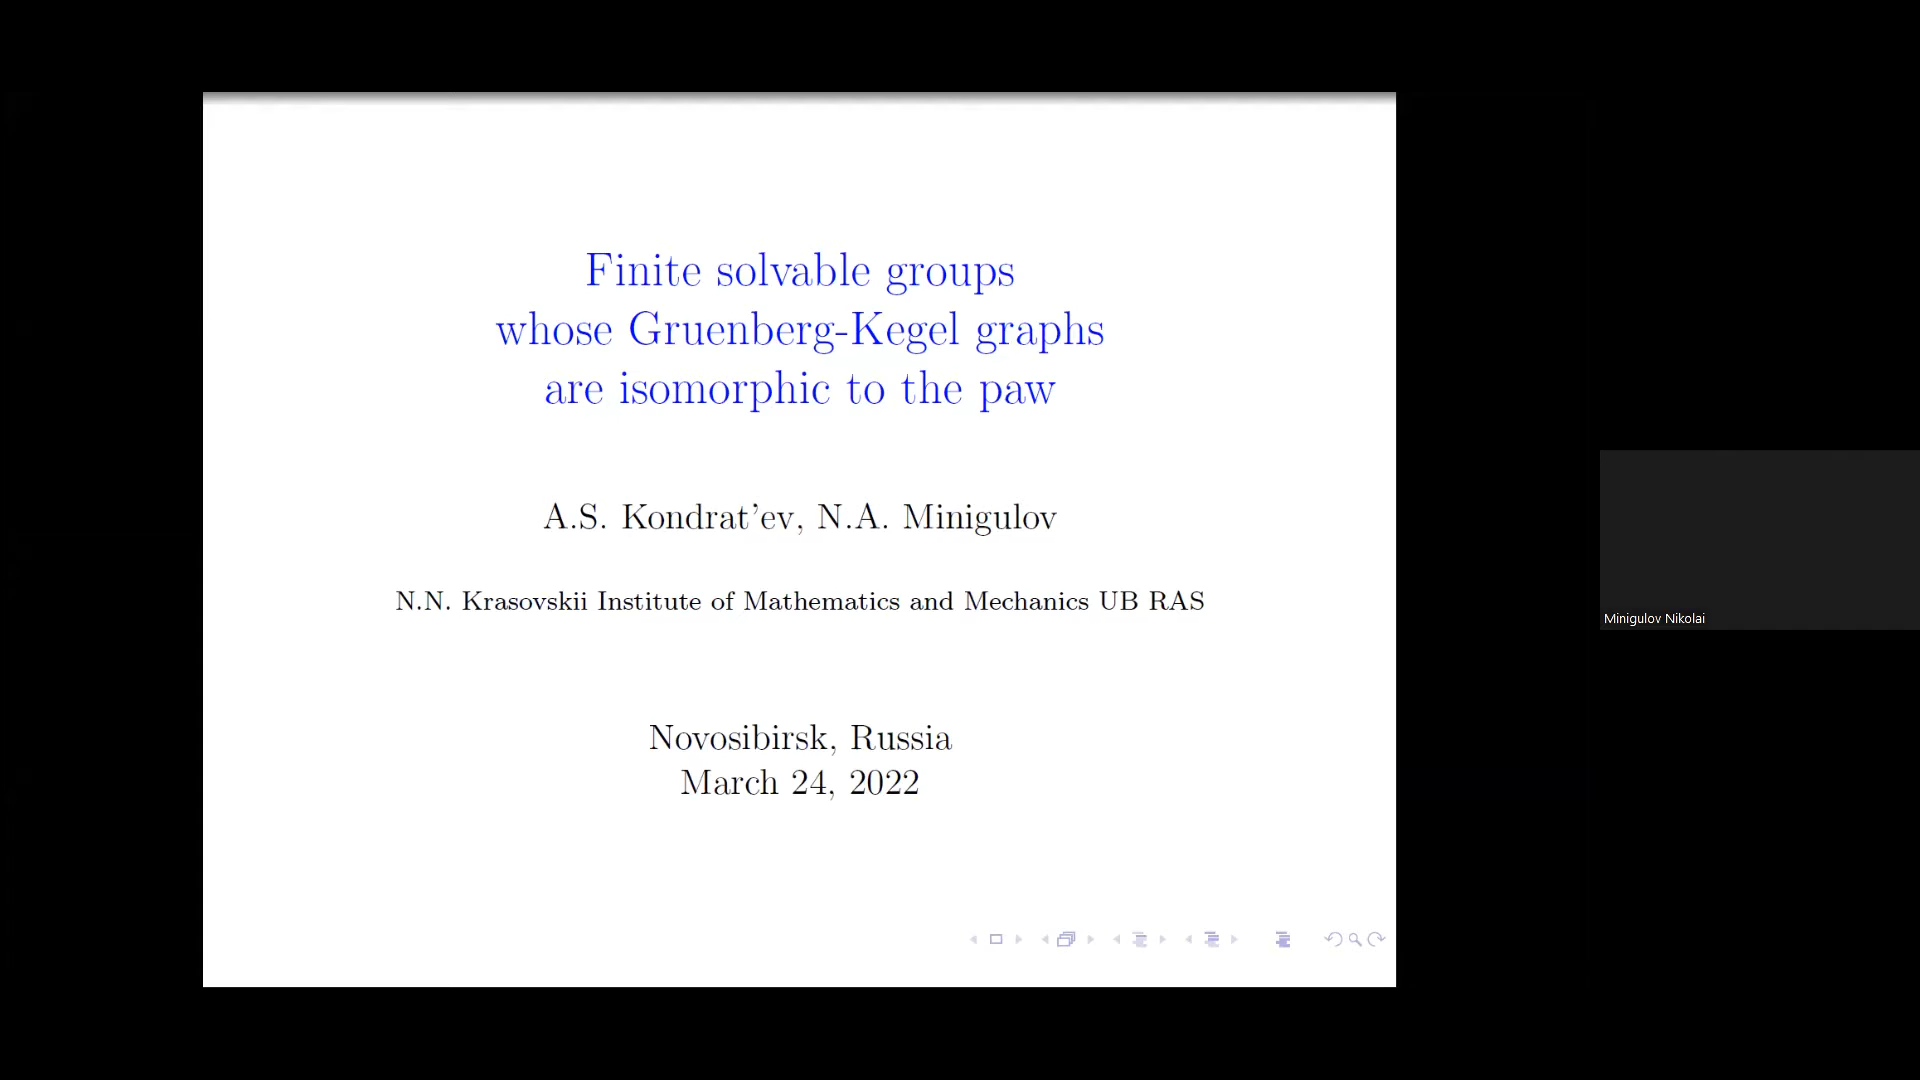 Finite solvable groups
whose Gruenberg-Kegel graphs
are isomorphic to the paw
A.S. Kondrat'ev, N.A. Minigulov
N.N. Krasovskii Institute of Mathematics and Mechanics UB RAS
Novosibirsk, Russia
March 24, 2022
Minigulov Nikolai